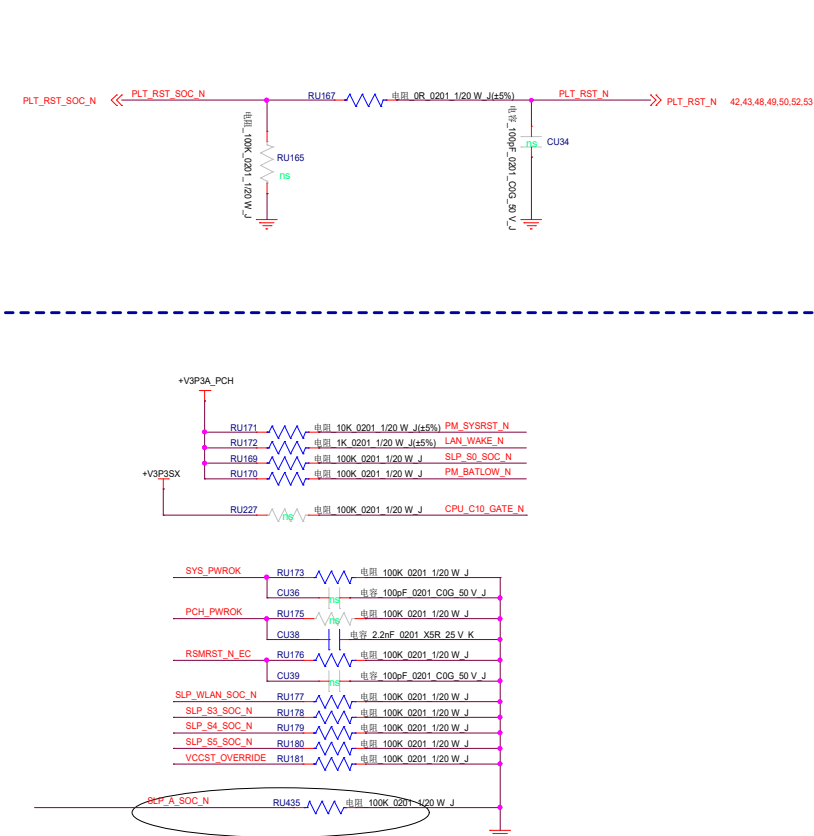 PLT_RST_SOC_N PLT_RST_SOC_N RU167 电阻_0R_0201_1/20 W_J(±5%) PLT_RST_N PLT_RST_N 42,43,48,49,50,52,53
电阻_100K_0201_1/20 W_J RU165 ns
电容_100pF_0201_C0G_50 V_J ns CU34
+V3P3A_PCH
RU171 电阻_10K_0201_1/20 W_J(±5%) PM_SYSRST_N
RU172 电阻_1K_0201_1/20 W_J(±5%) LAN_WAKE_N
RU169 电阻_100K_0201_1/20 W_J SLP_S0_SOC_N
RU170 电阻_100K_0201_1/20 W_J PM_BATLOW_N
+V3P3SX
RU227 ns 电阻_100K_0201_1/20 W_J CPU_C10_GATE_N
SYS_PWROK RU173 电阻_100K_0201_1/20 W_J
CU36 ns 电容_100pF_0201_C0G_50 V_J
PCH_PWROK RU175 ns 电阻_100K_0201_1/20 W_J
CU38 电容_2.2nF_0201_X5R_25 V_K
RSMRST_N_EC RU176 电阻_100K_0201_1/20 W_J
CU39 ns 电容_100pF_0201_C0G_50 V_J
SLP_WLAN_SOC_N RU177 电阻_100K_0201_1/20 W_J
SLP_S3_SOC_N RU178 电阻_100K_0201_1/20 W_J
SLP_S4_SOC_N RU179 电阻_100K_0201_1/20 W_J
SLP_S5_SOC_N RU180 电阻_100K_0201_1/20 W_J
VCCST_OVERRIDE RU181 电阻_100K_0201_1/20 W_J
SLP_A_SOC_N RU435 电阻_100K_0201_1/20 W_J